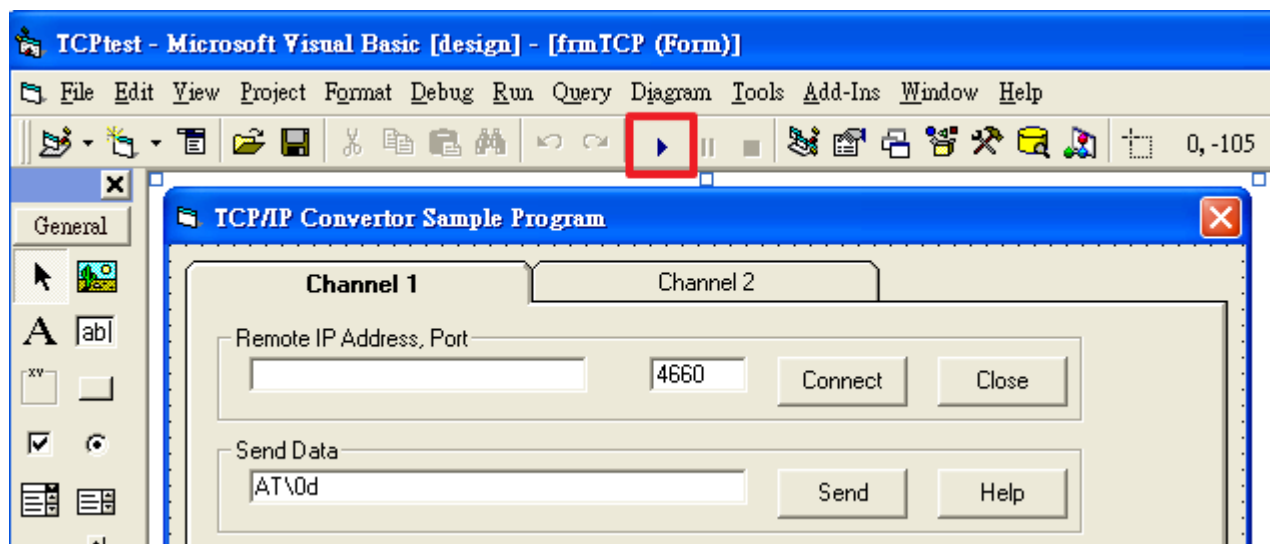 TCPtest - Microsoft Visual Basic [design] - [frmTCP (Form)]
File Edit View Project Format Debug Run Query Diagram Tools Add-Ins Window Help
0, -105
General
TCP/IP Convertor Sample Program
Channel 1 Channel 2
A ab|
Remote IP Address, Port
4660 Connect Close
XY
Send Data
AT\0d Send Help